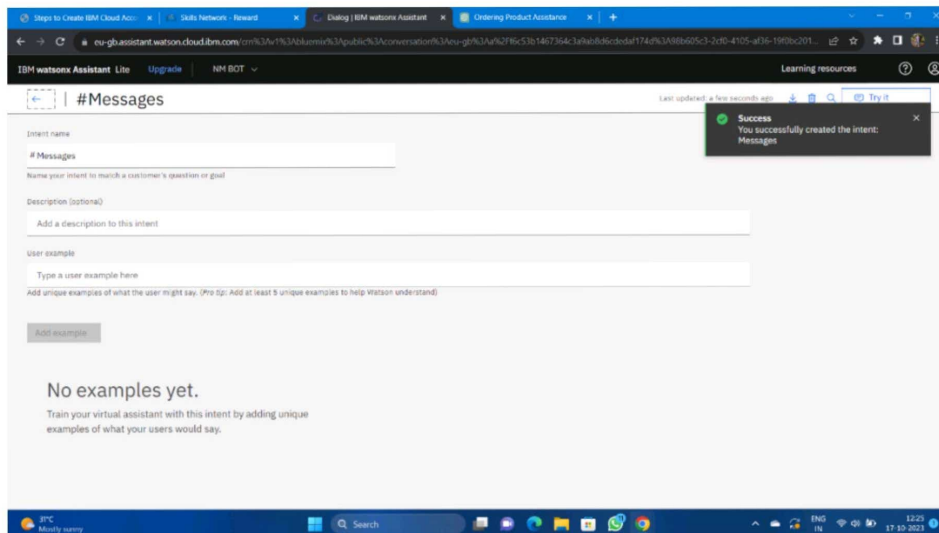 Steps to Create IBM Cloud Acco
Skills Network - Reward
Dialog | IBM watsonx Assistant
Ordering Product Assistance
IBM watsonx Assistant Lite
Upgrade
NM BOT
Learning resources
#Messages
Last updated: a few seconds ago
Try it
Success
You successfully created the intent:
Messages
Intent name
# Messages
Name your intent to match a customer's question or goal
Description (optional)
Add a description to this intent
User example
Type a user example here
Add unique examples of what the user might say. (Pro tip: Add at least 5 unique examples to help Watson understand)
Add example
No examples yet.
Train your virtual assistant with this intent by adding unique
examples of what your users would say.
31°C
Mostly sunny
Search
ENG
IN
12:25
17-10-2023